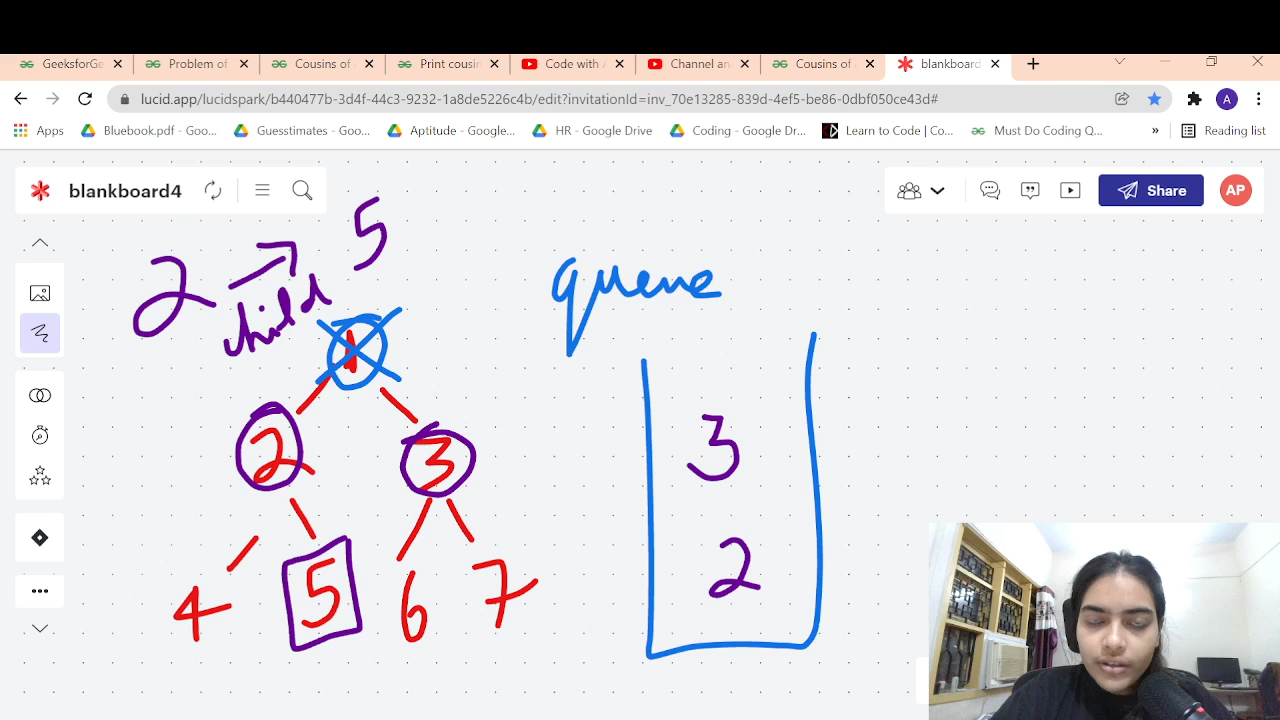 GeeksforGe
Problem of
Cousins of
Print cousin
Code with
Channel an
Cousins of
blankboard
lucid.app/lucidspark/b440477b-3d4f-44c3-9232-1a8de5226c4b/edit?invitationId=inv_70e13285-839d-4ef5-be86-0dbf050ce43d#
A
Apps
Bluebook.pdf - Goo...
Guesstimates - Goo...
Aptitude - Google...
HR - Google Drive
Coding - Google Dr...
Learn to Code | Co...
Must Do Coding Q...
»
Reading list
blankboard4
Share
AP
2 → 5
child
queue
1
2 3
4 5 6 7
3
2